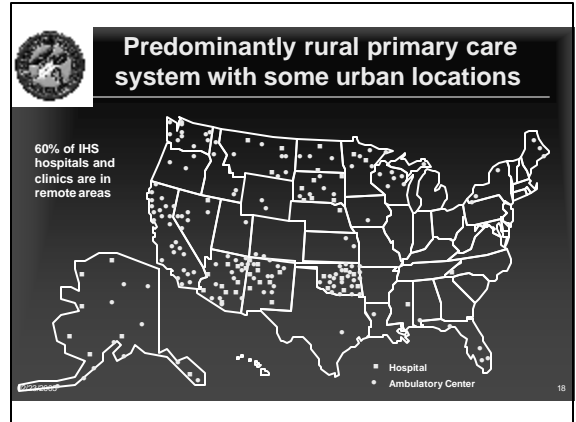 Predominantly rural primary care
system with some urban locations
60% of IHS
hospitals and
clinics are in
remote areas
Hospital
Ambulatory Center
18